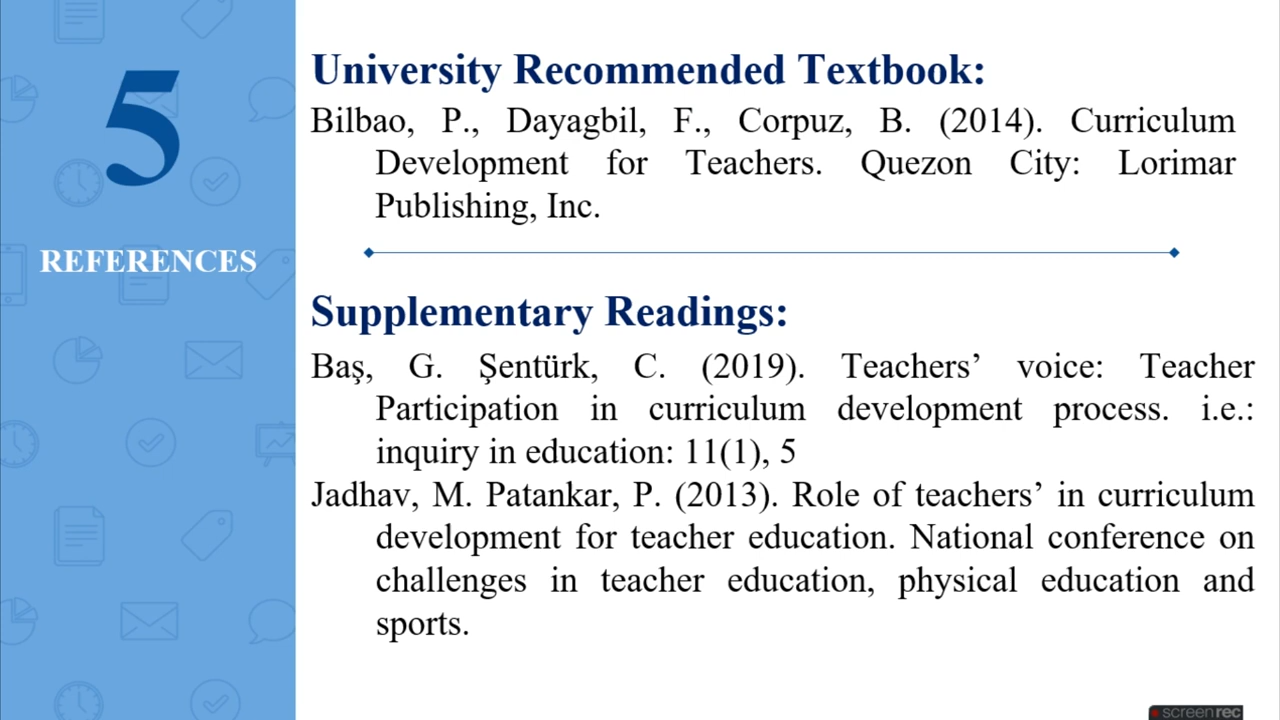 5
REFERENCES
University Recommended Textbook:
Bilbao, P., Dayagbil, F., Corpuz, B. (2014). Curriculum
Development for Teachers. Quezon City: Lorimar
Publishing, Inc.
Supplementary Readings:
Baş, G. Şentürk, C. (2019). Teachers’ voice: Teacher
Participation in curriculum development process. i.e.:
inquiry in education: 11(1), 5
Jadhav, M. Patankar, P. (2013). Role of teachers’ in curriculum
development for teacher education. National conference on
challenges in teacher education, physical education and
sports.
screenrec